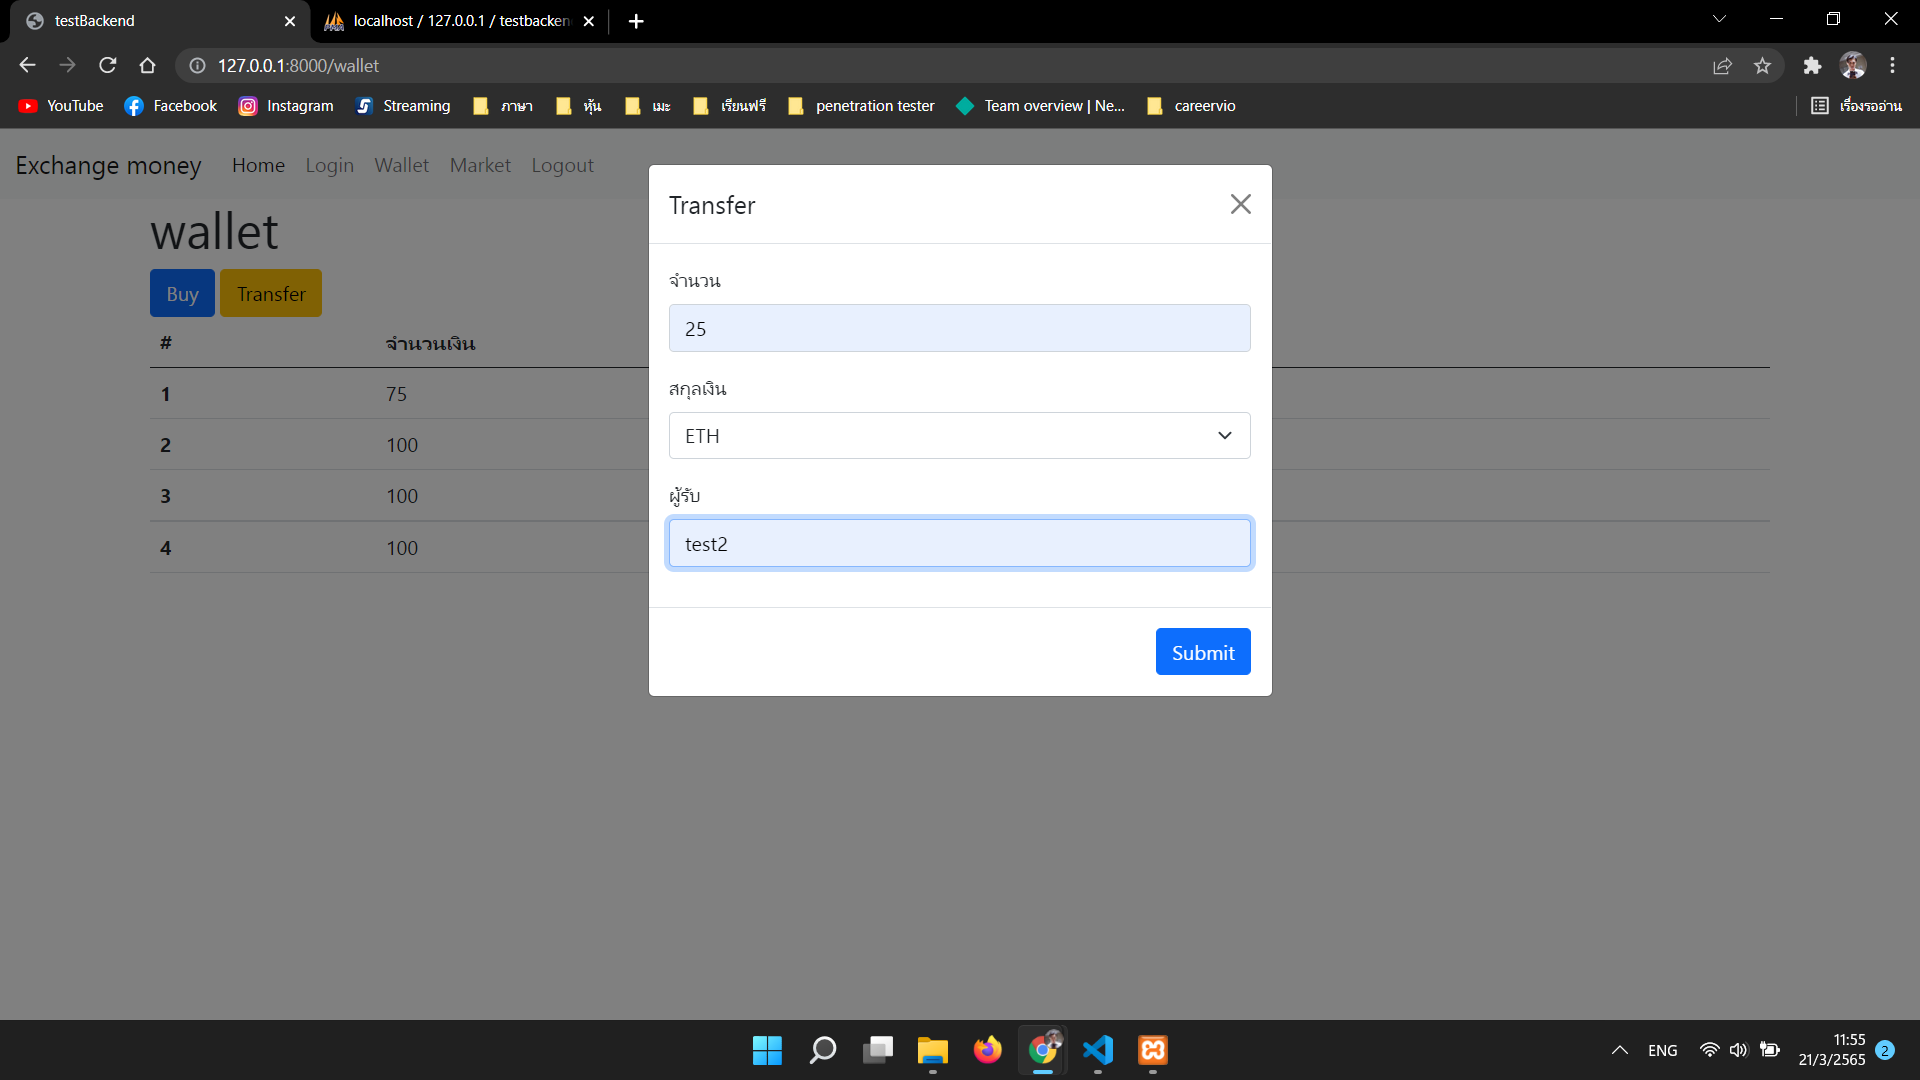 testBackend
localhost / 127.0.0.1 / testbacken
127.0.0.1:8000/wallet
YouTube
Facebook
Instagram
Streaming
ภาษา
หุ้น
เมะ
เรียนฟรี
penetration tester
Team overview | Ne...
careervio
เรื่องรออ่าน
Exchange money
Home
Login
Wallet
Market
Logout
wallet
Buy
Transfer
# จำนวนเงิน
1 75
2 100
3 100
4 100
Transfer
จำนวน
25
สกุลเงิน
ETH
ผู้รับ
test2
Submit
ENG
11:55
21/3/2565
2